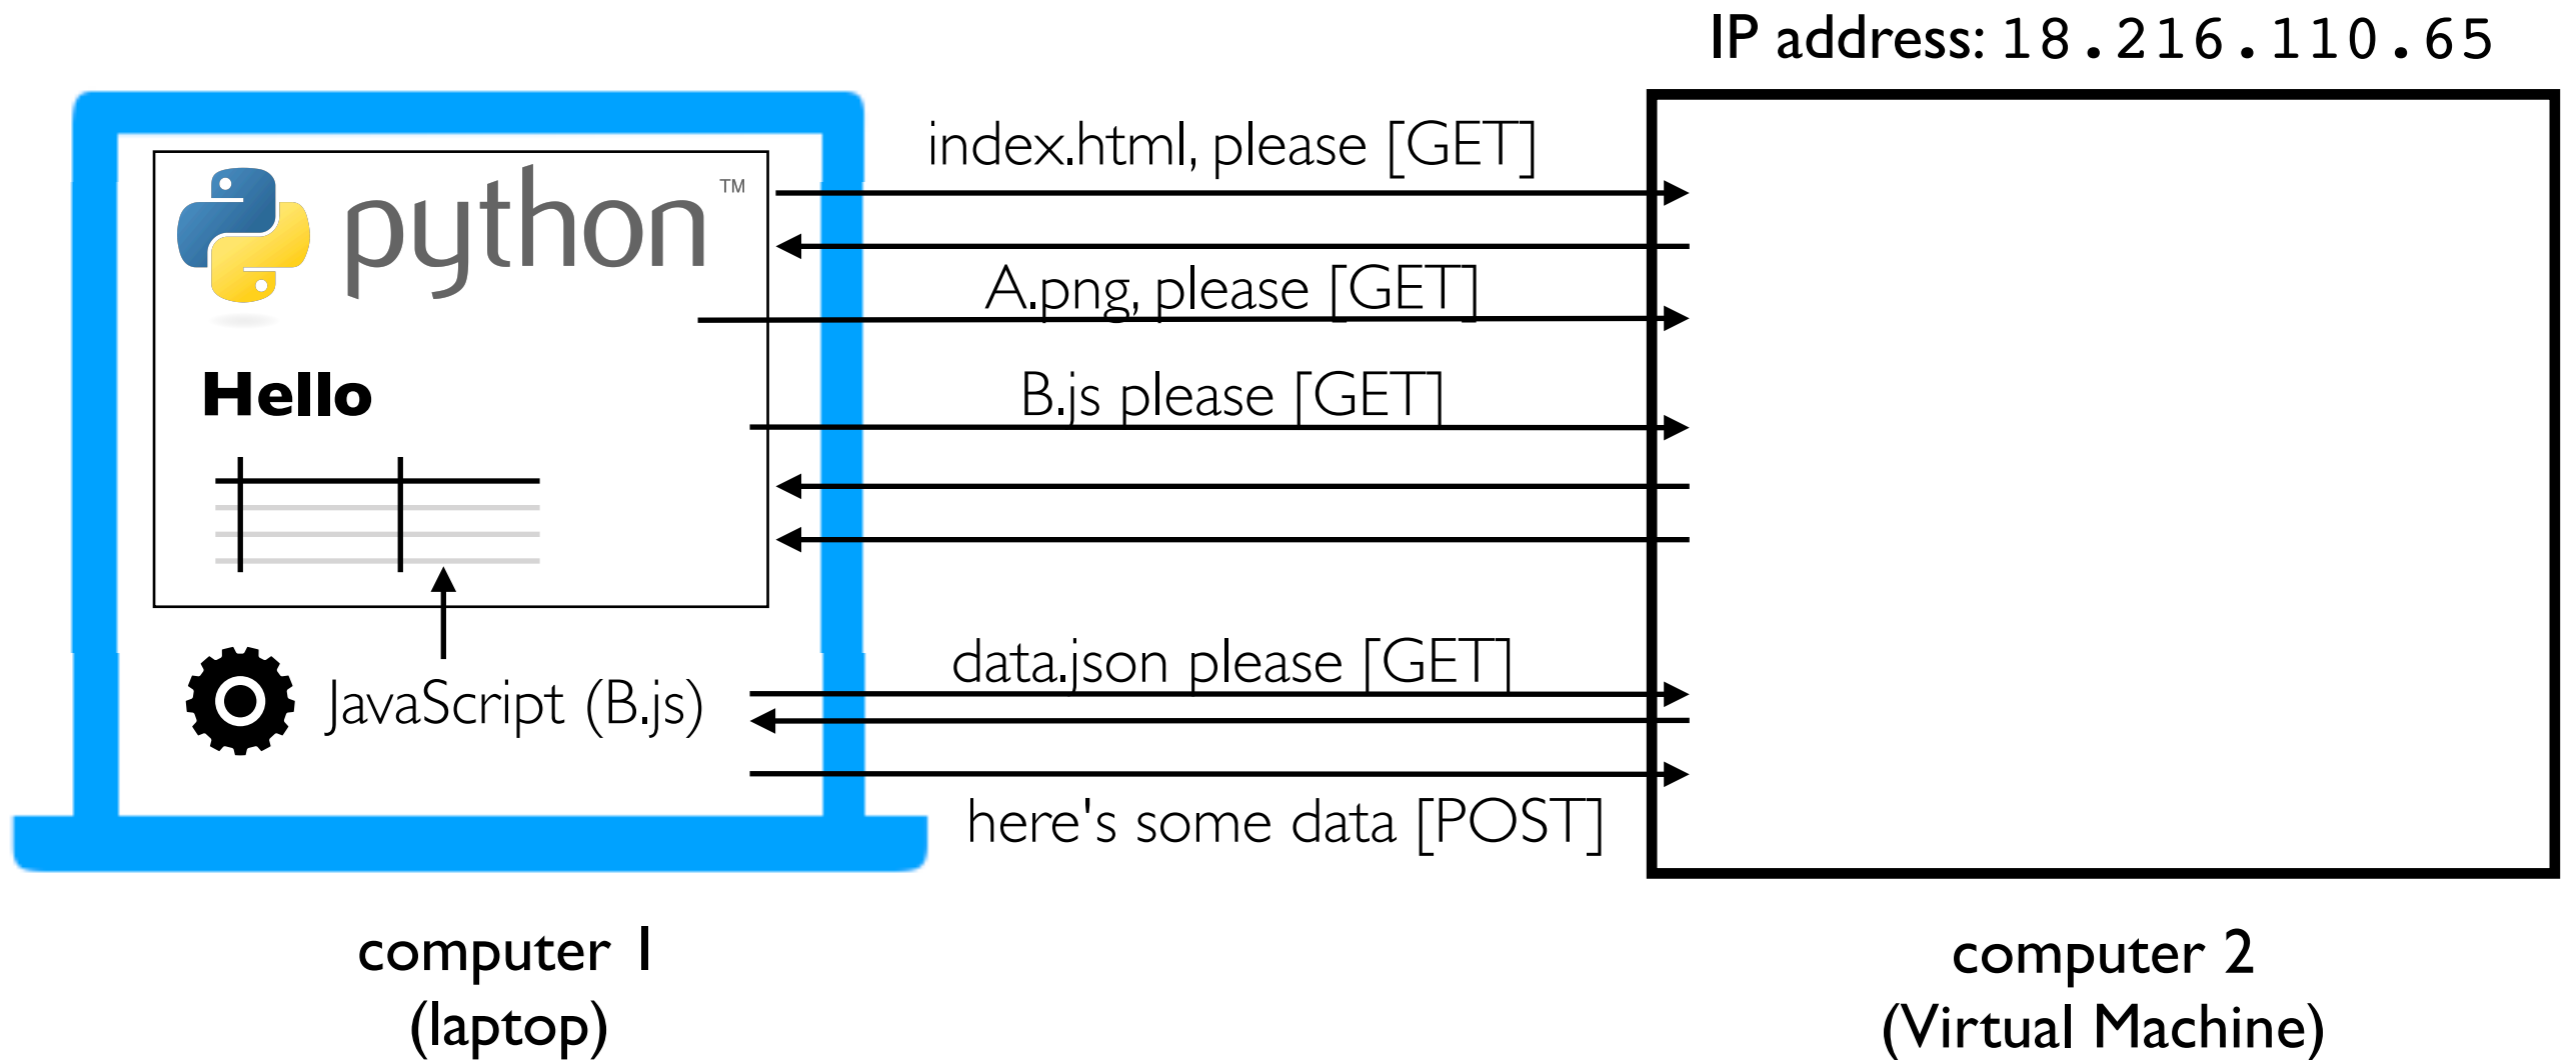 IP address: 18.216.110.65
index.html, please [GET]
python™
A.png, please [GET]
Hello
B.js please [GET]
data.json please [GET]
JavaScript (B.js)
here's some data [POST]
computer 1
(laptop)
computer 2
(Virtual Machine)